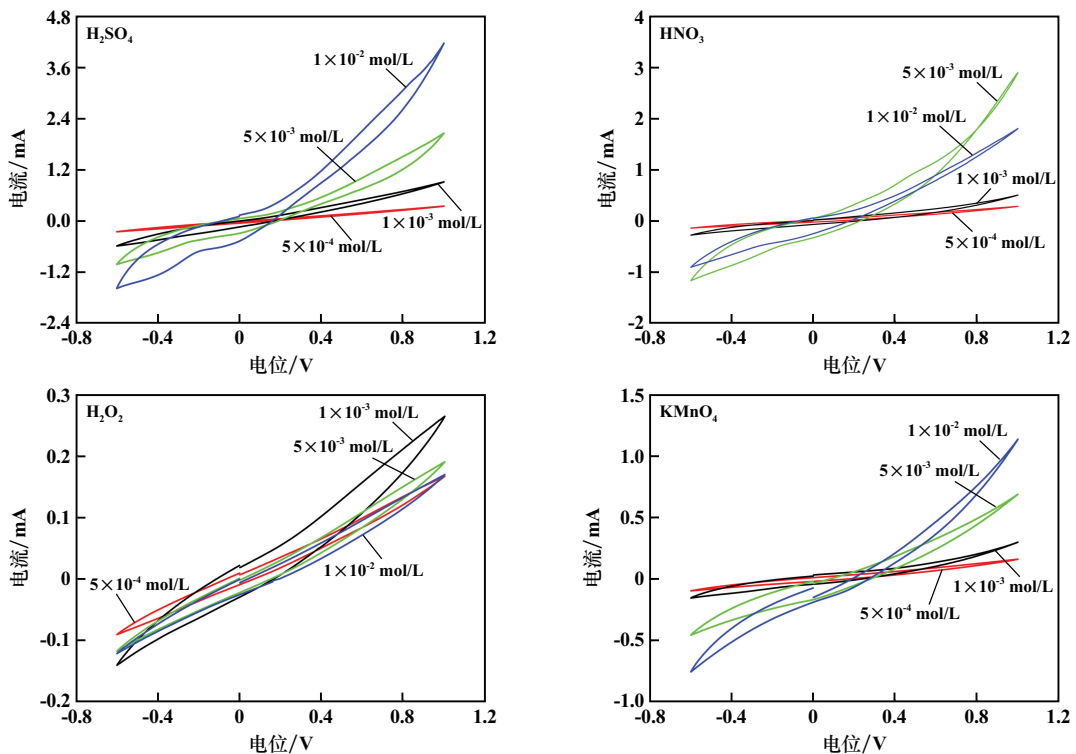 H₂SO₄
4.8
3.6
2.4
1.2
0.0
-1.2
-2.4
电流/mA
1×10⁻² mol/L
5×10⁻³ mol/L
1×10⁻³ mol/L
5×10⁻⁴ mol/L
-0.8
-0.4
0
0.4
0.8
1.2
电位/V
HNO₃
4
3
2
1
0
-1
-2
电流/mA
5×10⁻³ mol/L
1×10⁻² mol/L
1×10⁻³ mol/L
5×10⁻⁴ mol/L
-0.8
-0.4
0
0.4
0.8
1.2
电位/V
H₂O₂
0.3
0.2
0.1
0
-0.1
-0.2
电流/mA
1×10⁻³ mol/L
5×10⁻³ mol/L
5×10⁻⁴ mol/L
1×10⁻² mol/L
-0.8
-0.4
0
0.4
0.8
1.2
电位/V
KMnO₄
1.5
1.0
0.5
0
-0.5
-1.0
电流/mA
1×10⁻² mol/L
5×10⁻³ mol/L
1×10⁻³ mol/L
5×10⁻⁴ mol/L
-0.8
-0.4
0
0.4
0.8
1.2
电位/V